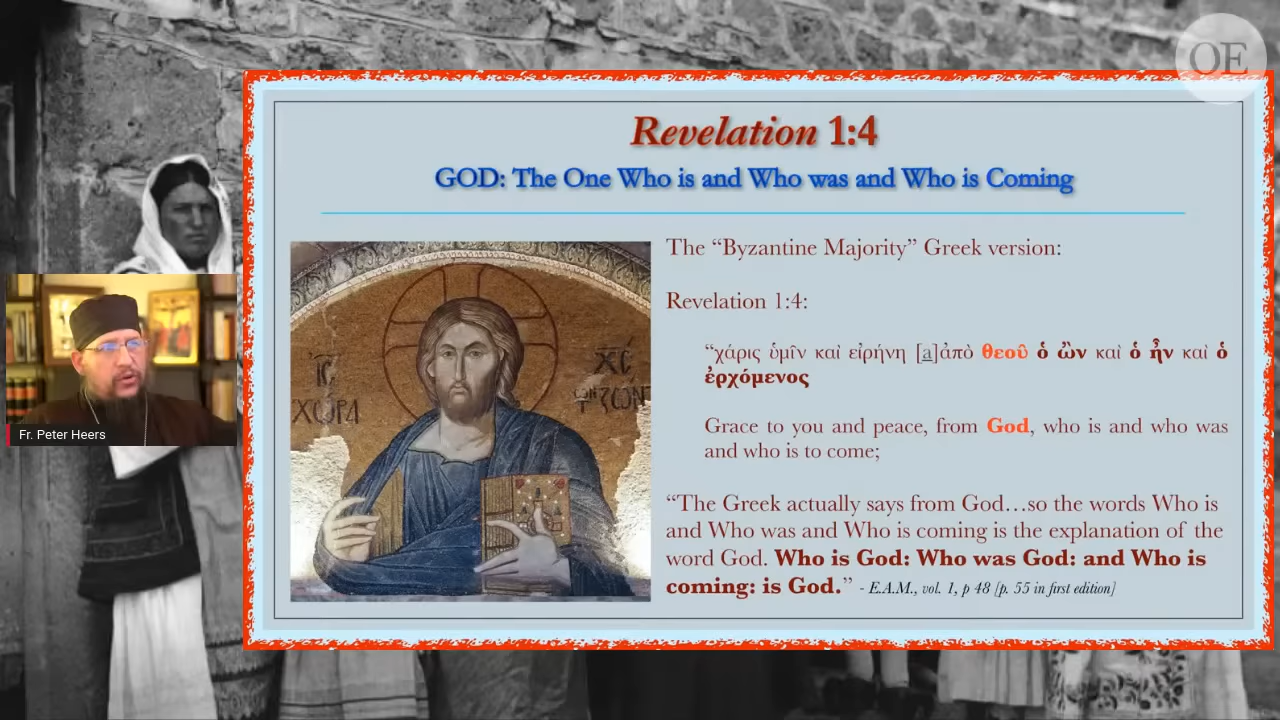 OE
Revelation 1:4
GOD: The One Who is and Who was and Who is Coming
The “Byzantine Majority” Greek version:
Revelation 1:4:
“χάρις ὑμῖν καὶ εἰρήνη [a]ἀπὸ θεοῦ ὁ ὢν καὶ ὁ ἦν καὶ ὁ
ἐρχόμενος
Grace to you and peace, from God, who is and who was
and who is to come;
“The Greek actually says from God…so the words Who is
and Who was and Who is coming is the explanation of the
word God. Who is God: Who was God: and Who is
coming: is God.” - E.A.M., vol. 1, p 48 [p. 55 in first edition]
ΧΩΡΑ
ΖΩΝΤ
Fr. Peter Heers